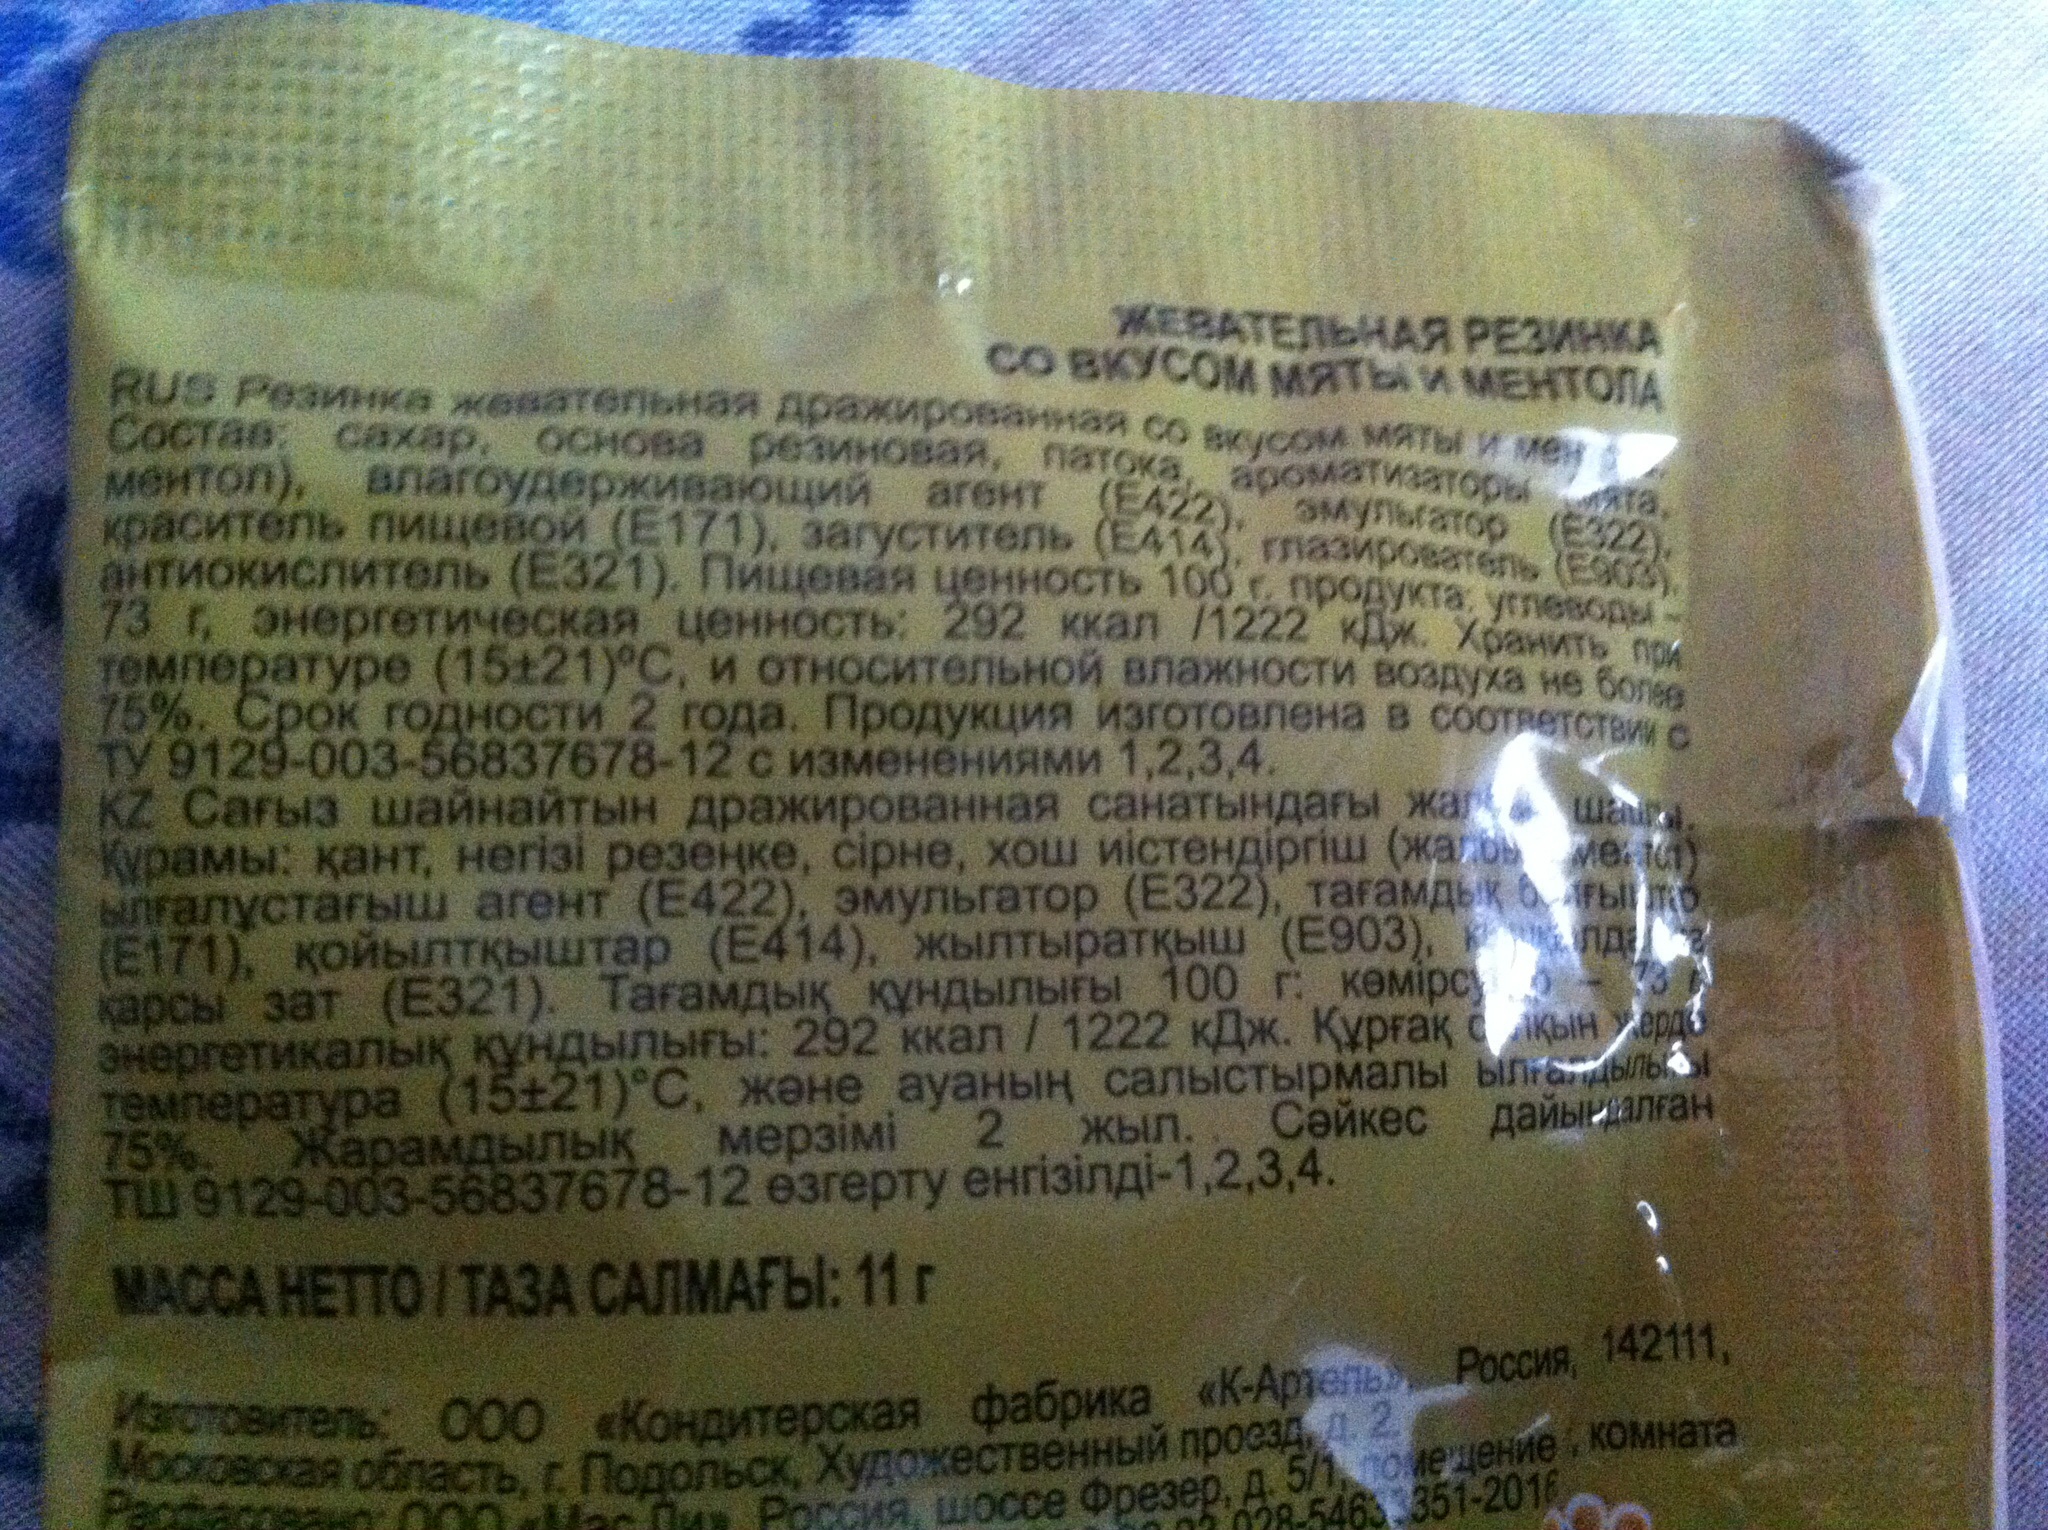 ЖЕВАТЕЛЬНАЯ РЕЗИНКА
СО ВКУСОМ МЯТЫ И МЕНТОЛА
RUS Резинка жевательная дражированная со вкусом мяты и
Состав: сахар, основа резиновая, патока, ароматизаторы мята,
ментол), влагоудерживающий агент (Е422), эмульгатор (Е322),
краситель пищевой (Е171), загуститель (Е414), глазирователь (Е903),
антиокислитель (Е321). Пищевая ценность 100 г. продукта: углеводы –
73 г, энергетическая ценность: 292 ккал /1222 кДж. Хранить при
температуре (15±21)ºС, и относительной влажности воздуха не более
75%. Срок годности 2 года. Продукция изготовлена в соответствии с
ТУ 9129-003-56837678-12 с изменениями 1,2,3,4.
KZ Сағыз шайнайтын дражированная санатындағы
Құрамы: қант, негізі резеңке, сірне, хош иістендіргіш
ылғалұстағыш агент (Е422), эмульгатор (Е322), тағамдық
(Е171), қойылтқыштар (Е414), жылтыратқыш (Е903),
қарсы зат (Е321). Тағамдық құндылығы 100 г: – 73 г
энергетикалық құндылығы: 292 ккал / 1222 кДж. Құрғақ жерде
температура (15±21)°С, және ауаның салыстырмалы ылғалдылығы
75%. Жарамдылық мерзімі 2 жыл. Сәйкес дайындалған
ТШ 9129-003-56837678-12 өзгерту енгізілді-1,2,3,4.
МАССА НЕТТО / ТАЗА САЛМАҒЫ: 11 г
Изготовитель: ООО «Кондитерская фабрика «К-Артель», Россия, 142111,
Московская область, г. Подольск, Художественный проезд, д. 2
Расфасовано: ООО Россия, шоссе Фрезер, д. 5/1, помещение , комната